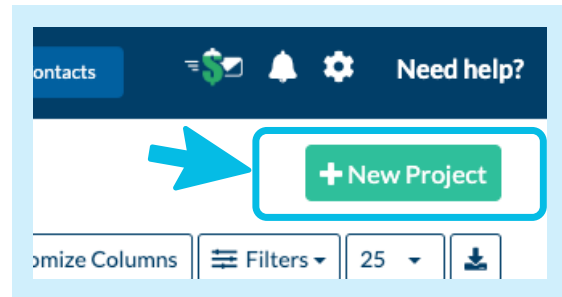 ontacts
Need help?
+ New Project
omize Columns
Filters
25